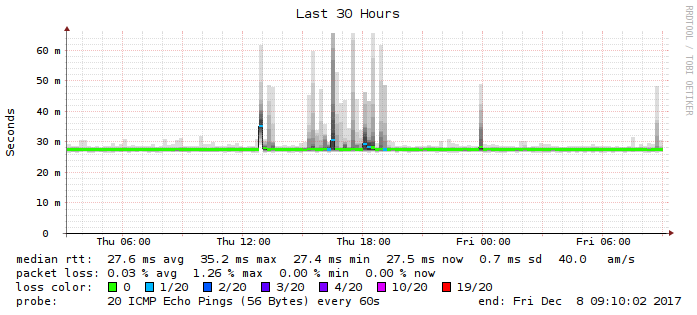 Last 30 Hours
RRDTOOL / TOBI OETIKER
Seconds
60 m
50 m
40 m
30 m
20 m
10 m
0
Thu 06:00 Thu 12:00 Thu 18:00 Fri 00:00 Fri 06:00
median rtt: 27.6 ms avg 35.2 ms max 27.4 ms min 27.5 ms now 0.7 ms sd 40.0 am/s
packet loss: 0.03 % avg 1.26 % max 0.00 % min 0.00 % now
loss color: 0 1/20 2/20 3/20 4/20 10/20 19/20
probe: 20 ICMP Echo Pings (56 Bytes) every 60s end: Fri Dec 8 09:10:02 2017